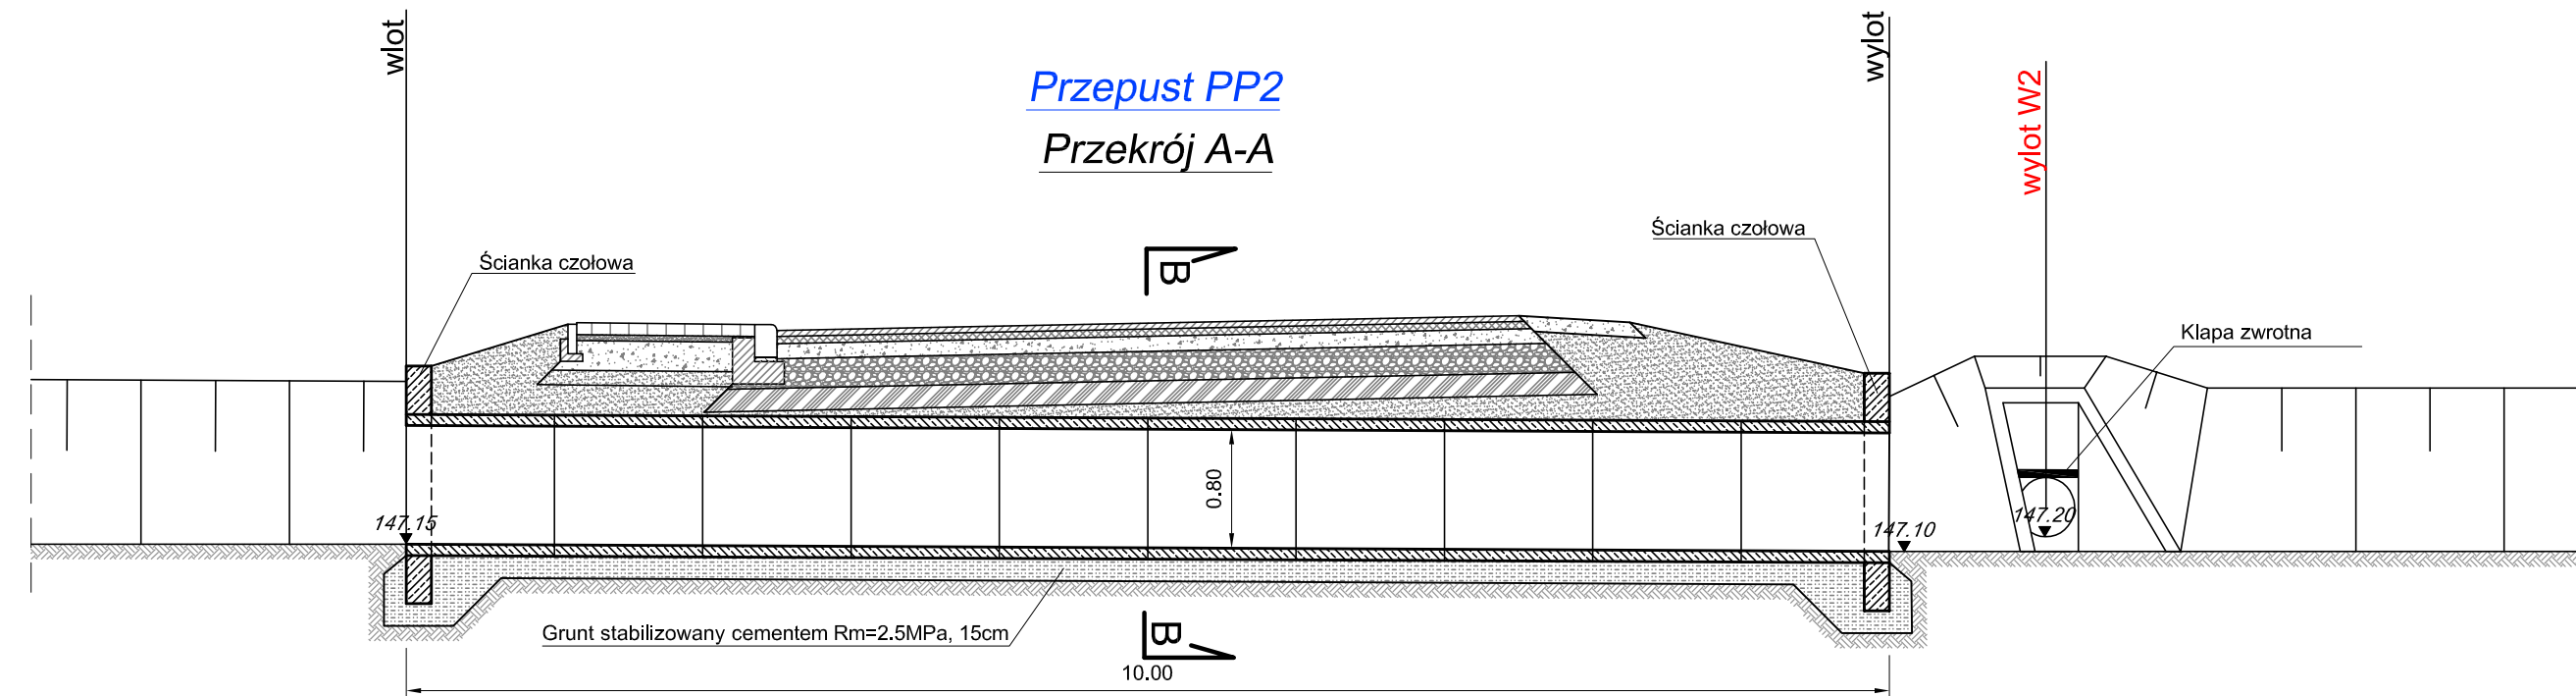 wlot
wylot
Przepust PP2
wylot W2
Przekrój A-A
Ścianka czołowa
Ścianka czołowa
B
Klapa zwrotna
0.80
147.15
147.10
147.20
Grunt stabilizowany cementem Rm=2.5MPa, 15cm
B
10.00